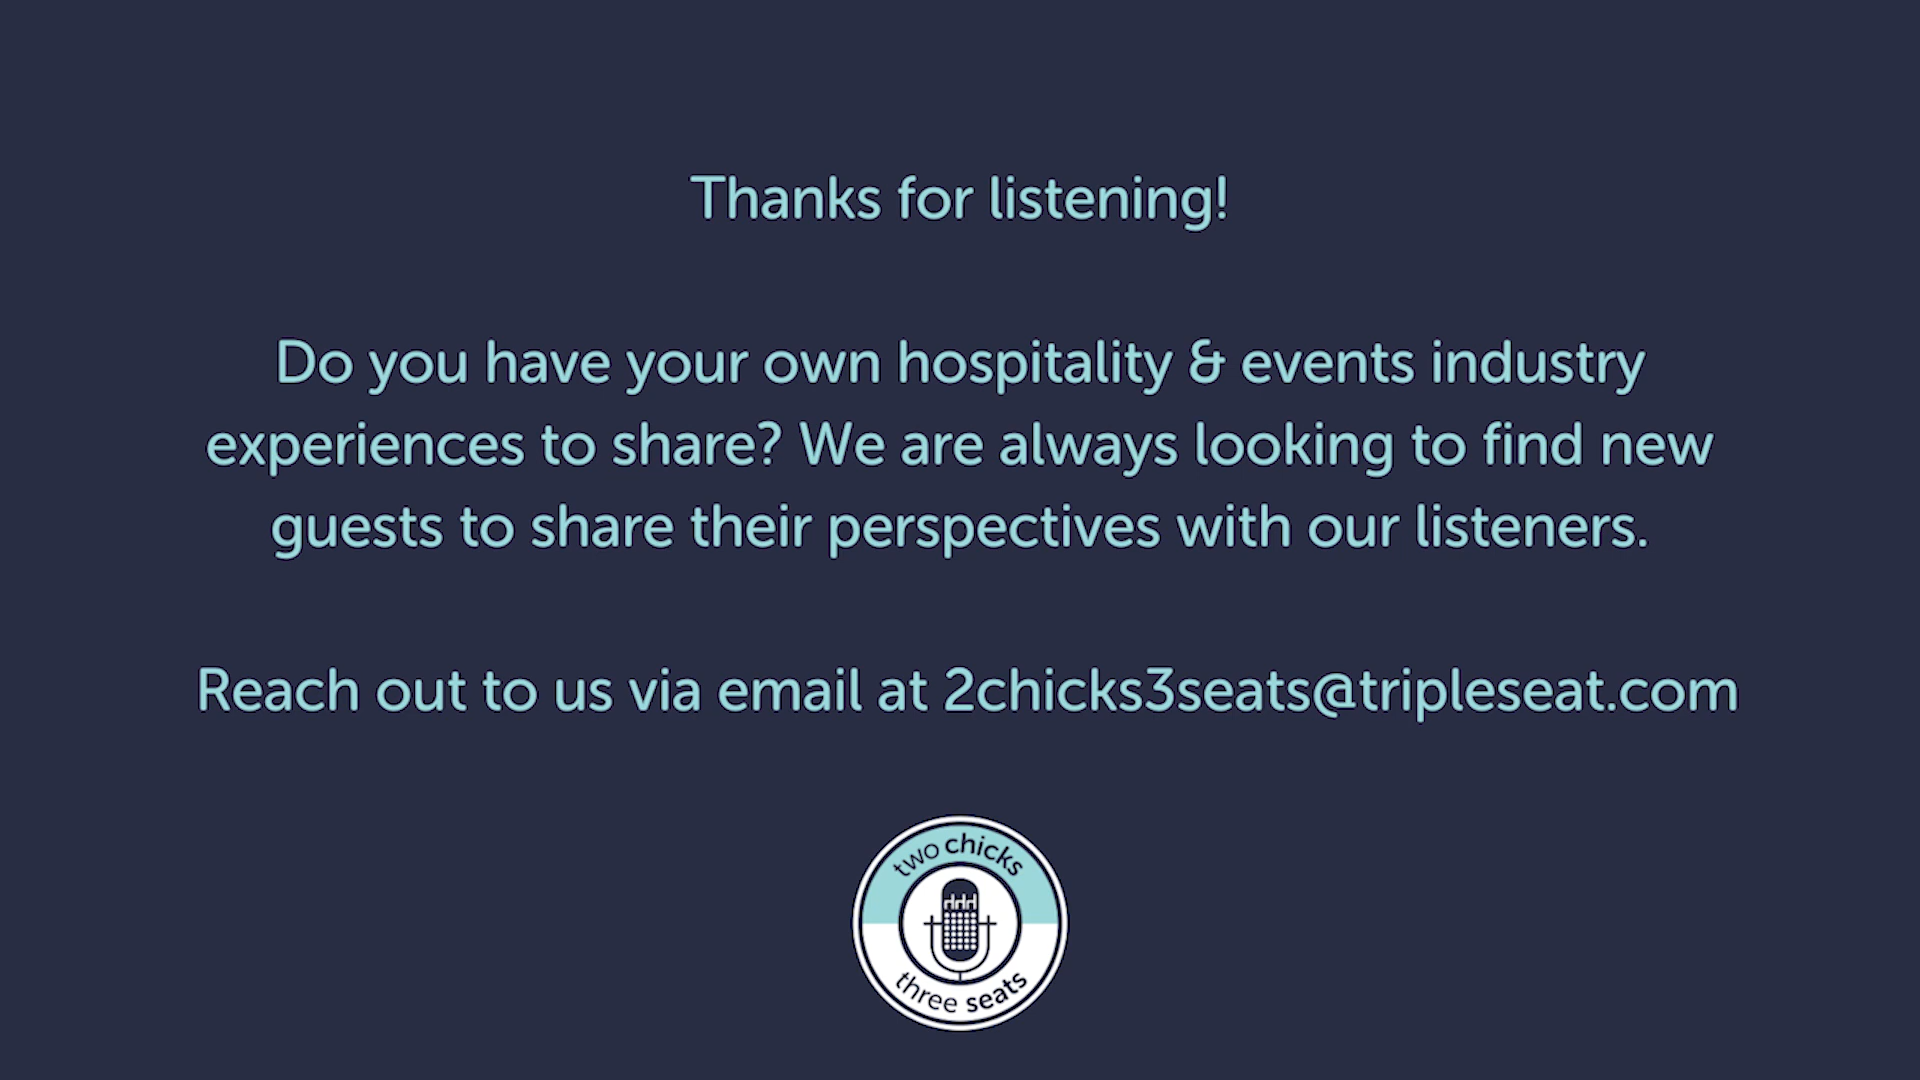 Thanks for listening!
Do you have your own hospitality & events industry
experiences to share? We are always looking to find new
guests to share their perspectives with our listeners.
Reach out to us via email at 2chicks3seats@tripleseat.com
two chicks
three seats